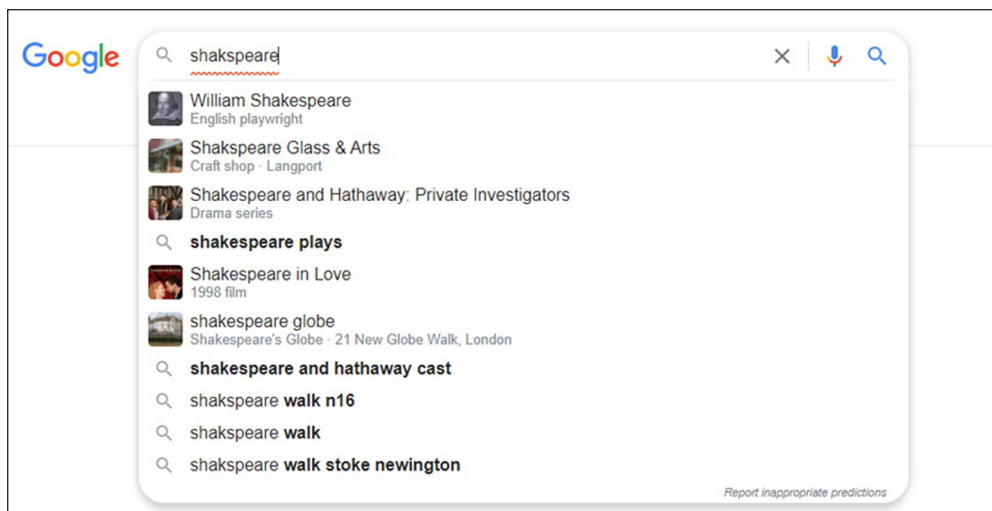 Google
shakspeare
William Shakespeare
English playwright
Shakspeare Glass & Arts
Craft shop · Langport
Shakespeare and Hathaway: Private Investigators
Drama series
shakespeare plays
Shakespeare in Love
1998 film
shakespeare globe
Shakespeare's Globe · 21 New Globe Walk, London
shakespeare and hathaway cast
shakspeare walk n16
shakspeare walk
shakspeare walk stoke newington
Report inappropriate predictions